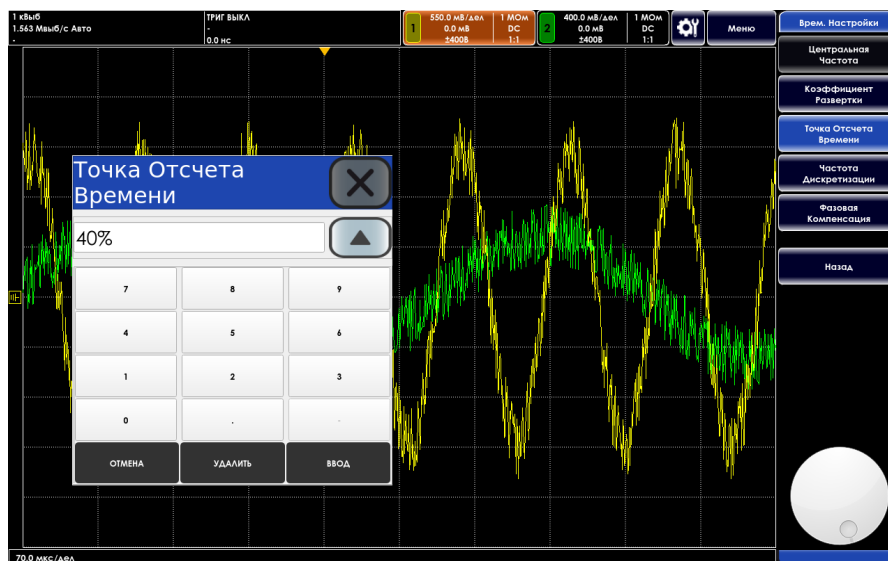 1 кВыб
1.563 Мвыб/с Авто
-
ТРИГ ВЫКЛ
-
0.0 нс
1
550.0 мВ/дел
0.0 мВ
±400В
1 МОм
DC
1:1
2
400.0 мВ/дел
0.0 мВ
±400В
1 МОм
DC
1:1
Меню
Врем. Настройки
Центральная
Частота
Коэффициент
Развертки
Точка Отсчета
Времени
Частота
Дискретизации
Фазовая
Компенсация
Назад
Точка Отсчета
Времени
40%
7 8 9
4 5 6
1 2 3
0 . -
ОТМЕНА УДАЛИТЬ ВВОД
70.0 мкс/дел